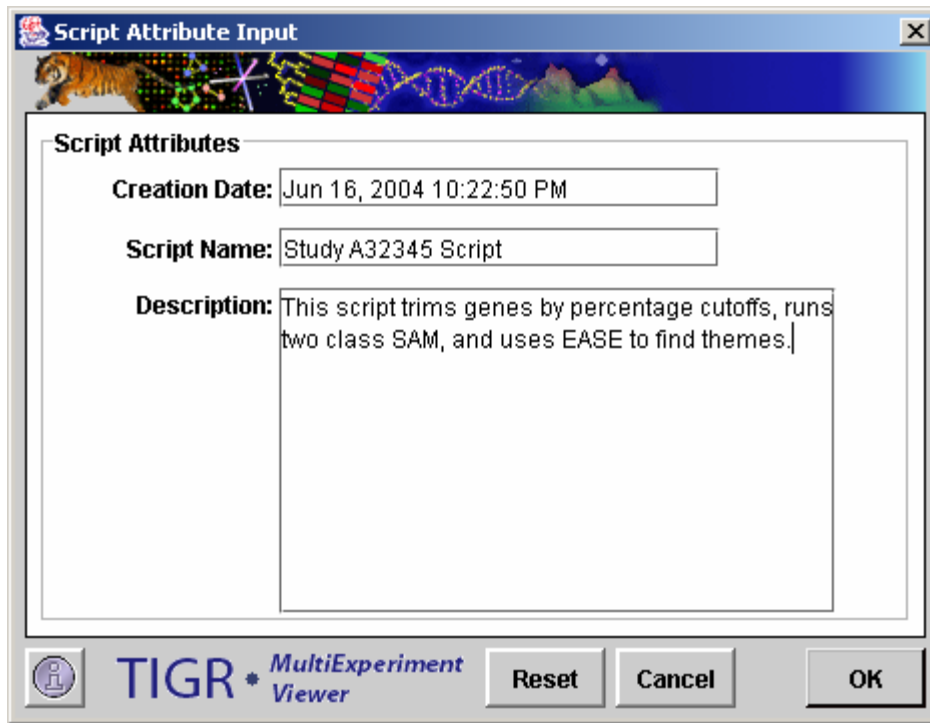 Script Attribute Input
Script Attributes
Creation Date: Jun 16, 2004 10:22:50 PM
Script Name: Study A32345 Script
Description: This script trims genes by percentage cutoffs, runs
two class SAM, and uses EASE to find themes.
TIGR MultiExperiment
Viewer
Reset Cancel OK